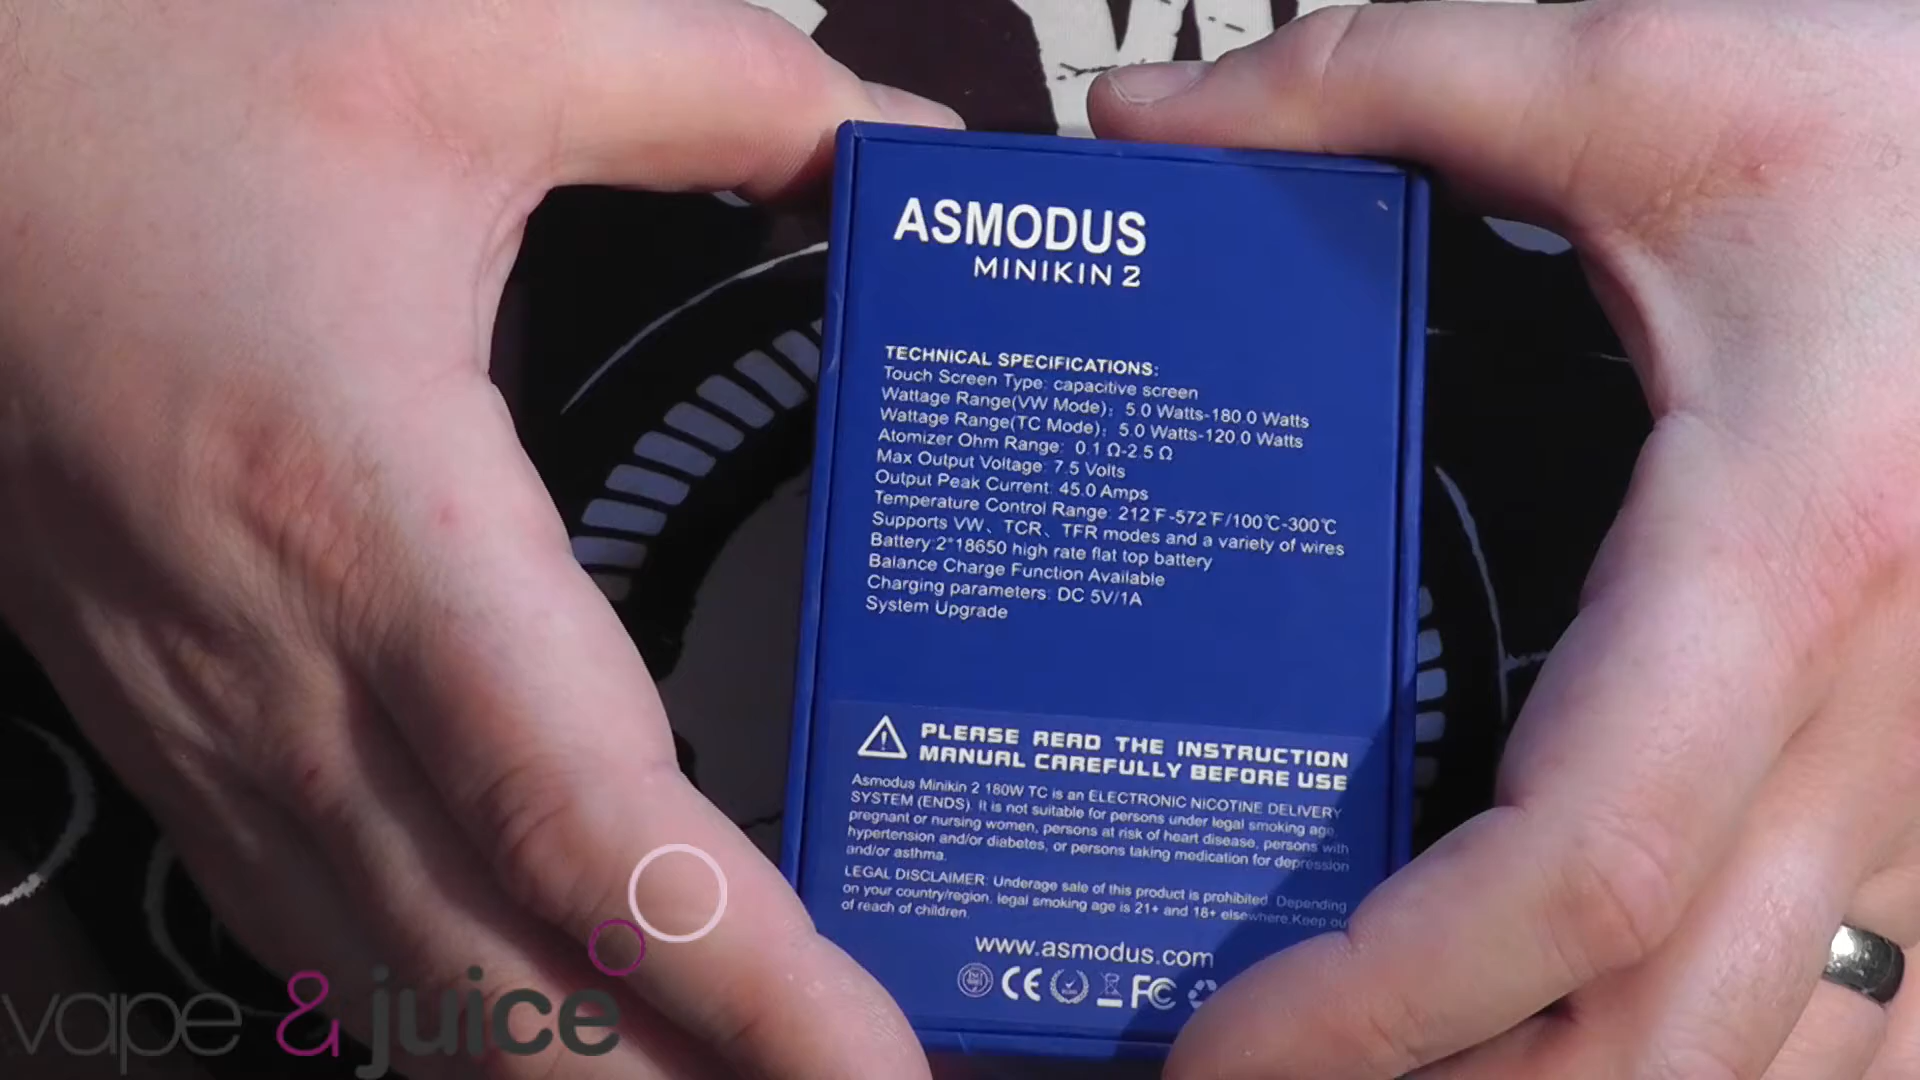 ASMODUS
MINIKIN 2
TECHNICAL SPECIFICATIONS:
Touch Screen Type: capacitive screen
Wattage Range(VW Mode): 5.0 Watts-180.0 Watts
Wattage Range(TC Mode): 5.0 Watts-120.0 Watts
Atomizer Ohm Range: 0.1 Ω-2.5 Ω
Max Output Voltage: 7.5 Volts
Output Peak Current: 45.0 Amps
Temperature Control Range: 212℉-572℉/100℃-300℃
Supports VW、TCR、TFR modes and a variety of wires
Battery:2*18650 high rate flat top battery
Balance Charge Function Available
Charging parameters: DC 5V/1A
System Upgrade
PLEASE READ THE INSTRUCTION
MANUAL CAREFULLY BEFORE USE
Asmodus Minikin 2 180W TC is an ELECTRONIC NICOTINE DELIVERY
SYSTEM (ENDS). It is not suitable for persons under legal smoking age,
pregnant or nursing women, persons at risk of heart disease, persons with
hypertension and/or diabetes, or persons taking medication for depression
and/or asthma.
LEGAL DISCLAIMER: Underage sale of this product is prohibited. Depending
on your country/region, legal smoking age is 21+ and 18+ elsewhere.Keep out
of reach of children.
www.asmodus.com
CE FC
vape & juice